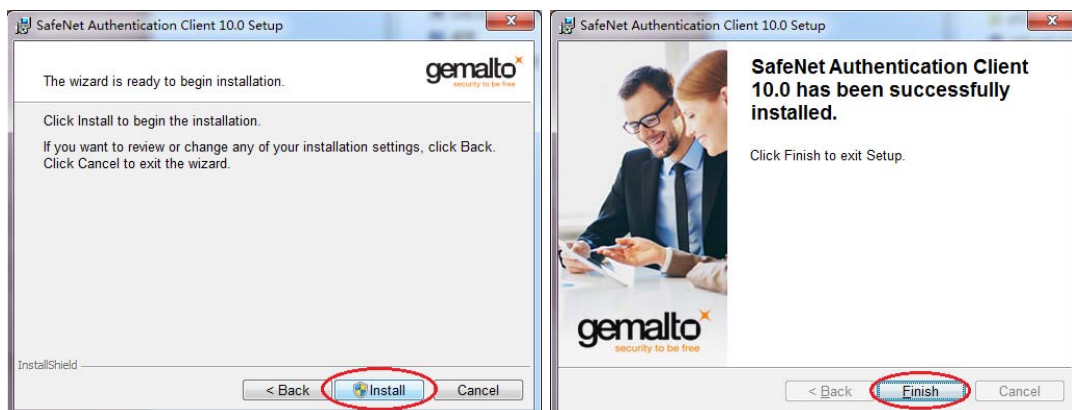 SafeNet Authentication Client 10.0 Setup
The wizard is ready to begin installation.
gemalto
security to be free
Click Install to begin the installation.
If you want to review or change any of your installation settings, click Back.
Click Cancel to exit the wizard.
InstallShield
< Back
Install
Cancel
SafeNet Authentication Client 10.0 Setup
SafeNet Authentication Client
10.0 has been successfully
installed.
Click Finish to exit Setup.
gemalto
security to be free
< Back
Finish
Cancel